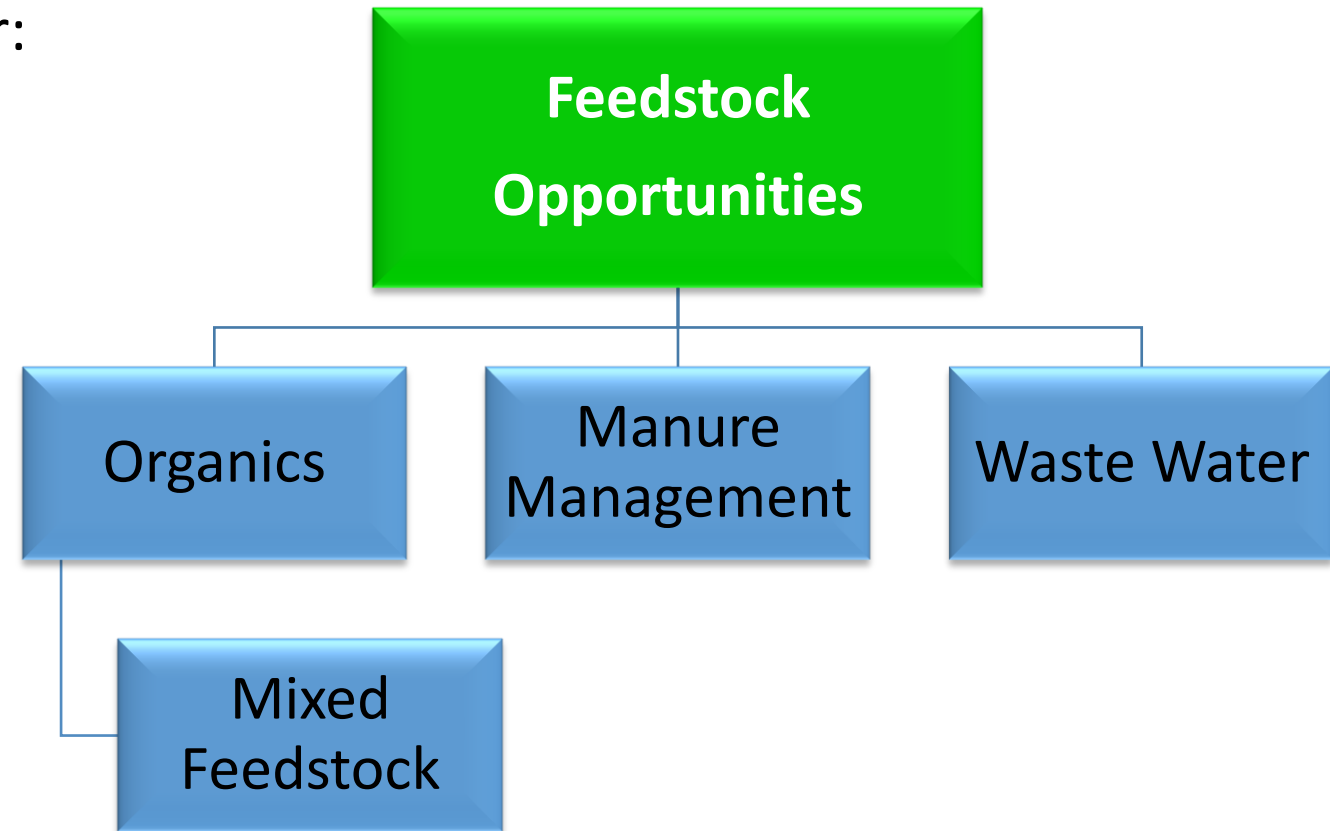 r:
Feedstock
Opportunities
Organics
Manure
Management
Waste Water
Mixed
Feedstock